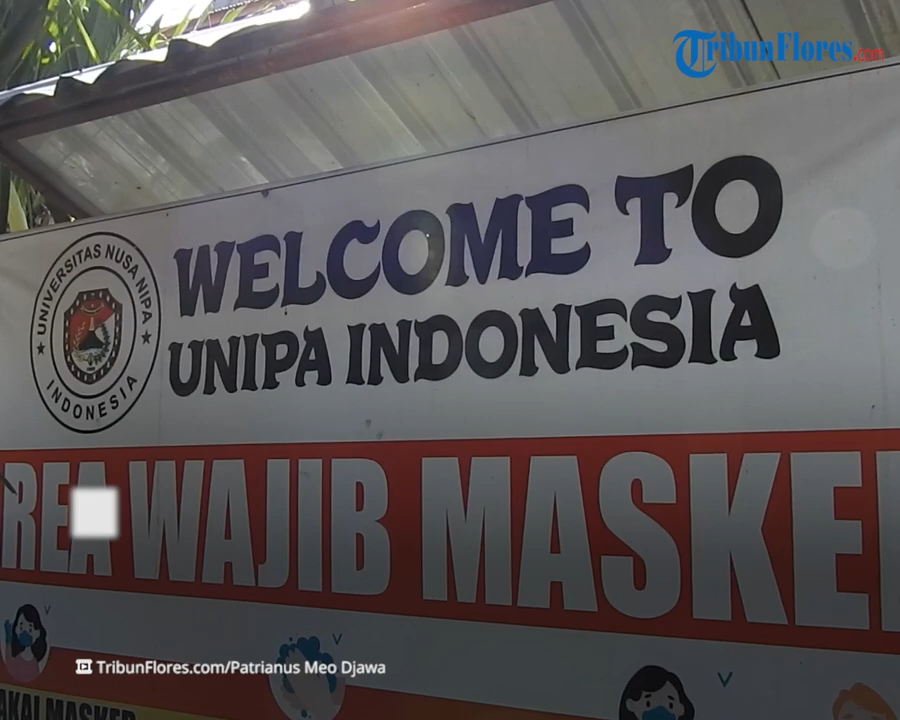 TribunFlores.com
UNIVERSITAS NUSA NIPA
INDONESIA
WELCOME TO
UNIPA INDONESIA
REA WAJIB MASKE
TribunFlores.com/Patrianus Meo Djawa
AKAI MASKER